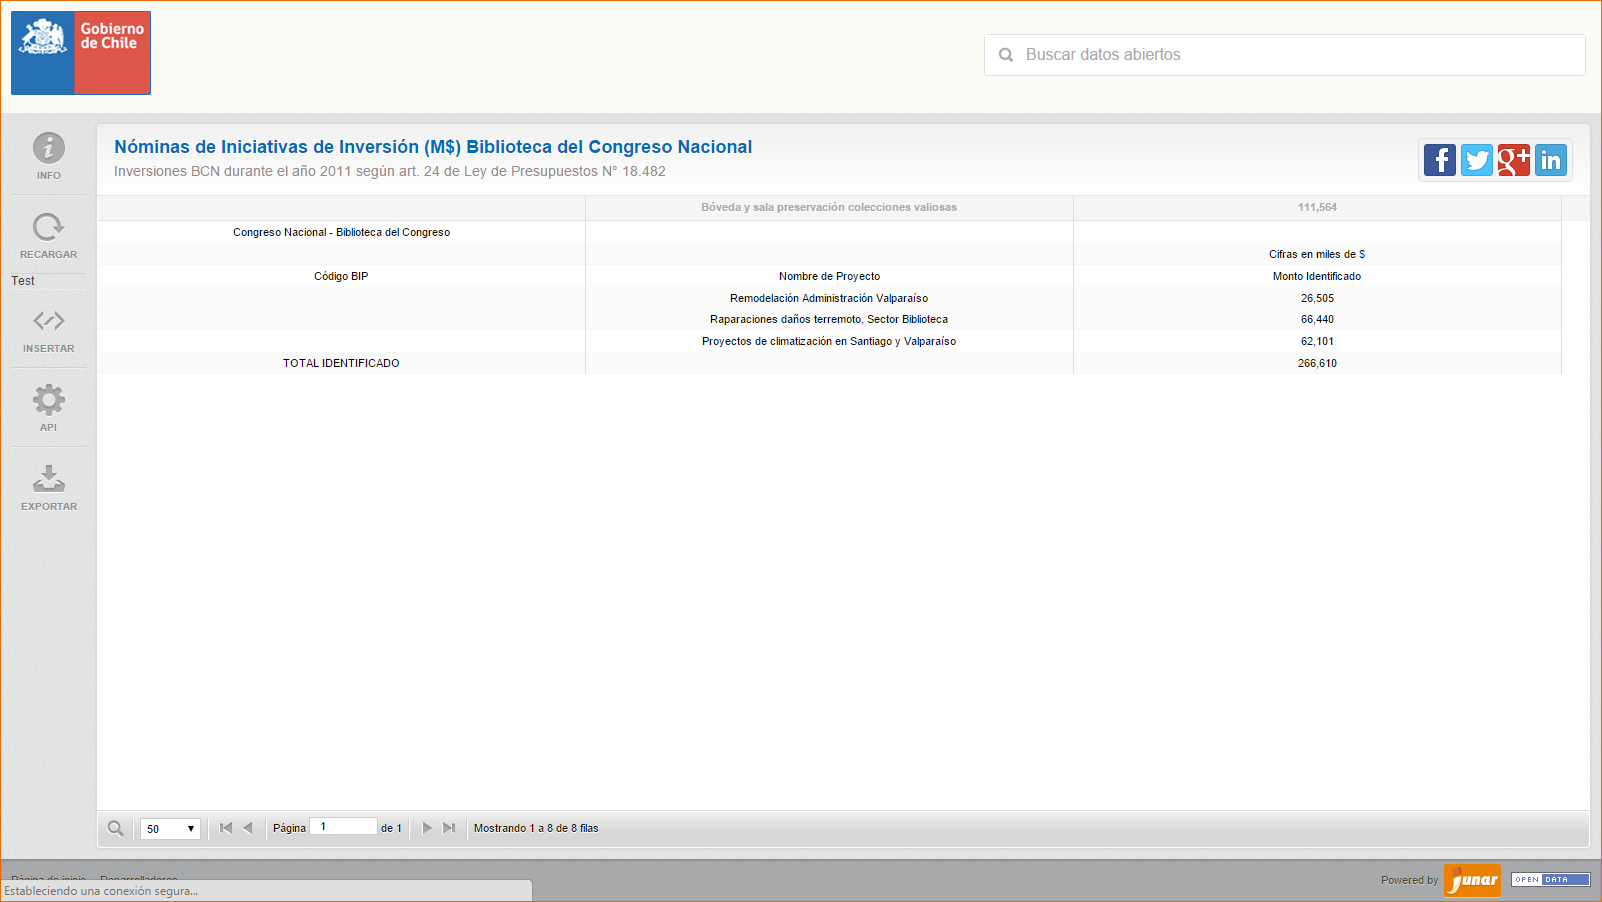 Gobierno
de Chile
Buscar datos abiertos
INFO
RECARGAR
Test
INSERTAR
API
EXPORTAR
Nóminas de Iniciativas de Inversión (M$) Biblioteca del Congreso Nacional
Inversiones BCN durante el año 2011 según art. 24 de Ley de Presupuestos N° 18.482
f g+ in
Bóveda y sala preservación colecciones valiosas 111,564
Congreso Nacional - Biblioteca del Congreso
Cifras en miles de $
Código BIP Nombre de Proyecto Monto Identificado
Remodelación Administración Valparaíso 26,505
Raparaciones daños terremoto, Sector Biblioteca 66,440
Proyectos de climatización en Santiago y Valparaíso 62,101
TOTAL IDENTIFICADO 266,610
50 Página 1 de 1 Mostrando 1 a 8 de 8 filas
Página de inicio Desarrolladores
Estableciendo una conexión segura...
Powered by junar OPEN DATA